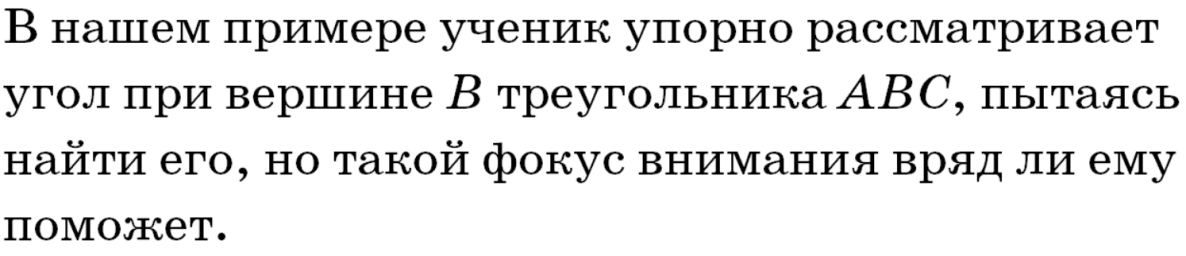 В нашем примере ученик упорно рассматривает
угол при вершине B треугольника ABC, пытаясь
найти его, но такой фокус внимания вряд ли ему
поможет.